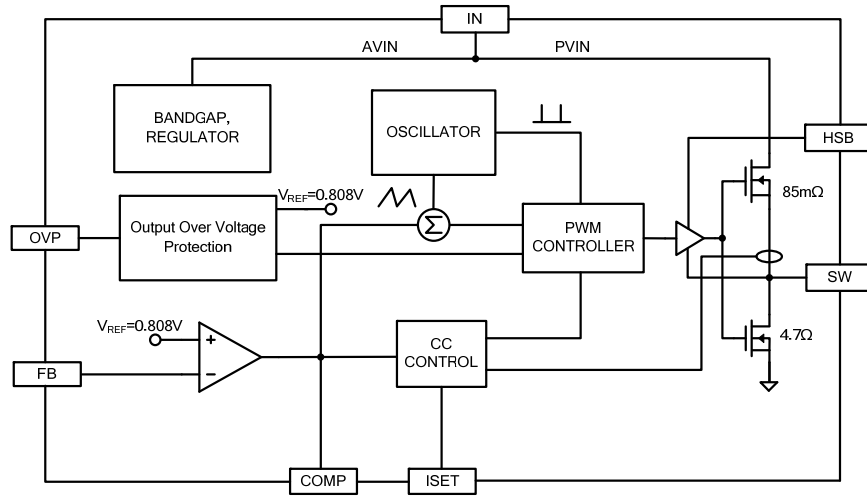 IN
AVIN
PVIN
BANDGAP,
REGULATOR
OSCILLATOR
HSB
85mΩ
VREF=0.808V
Output Over Voltage
Protection
Σ
PWM
CONTROLLER
OVP
SW
VREF=0.808V
+
−
CC
CONTROL
4.7Ω
FB
COMP
ISET